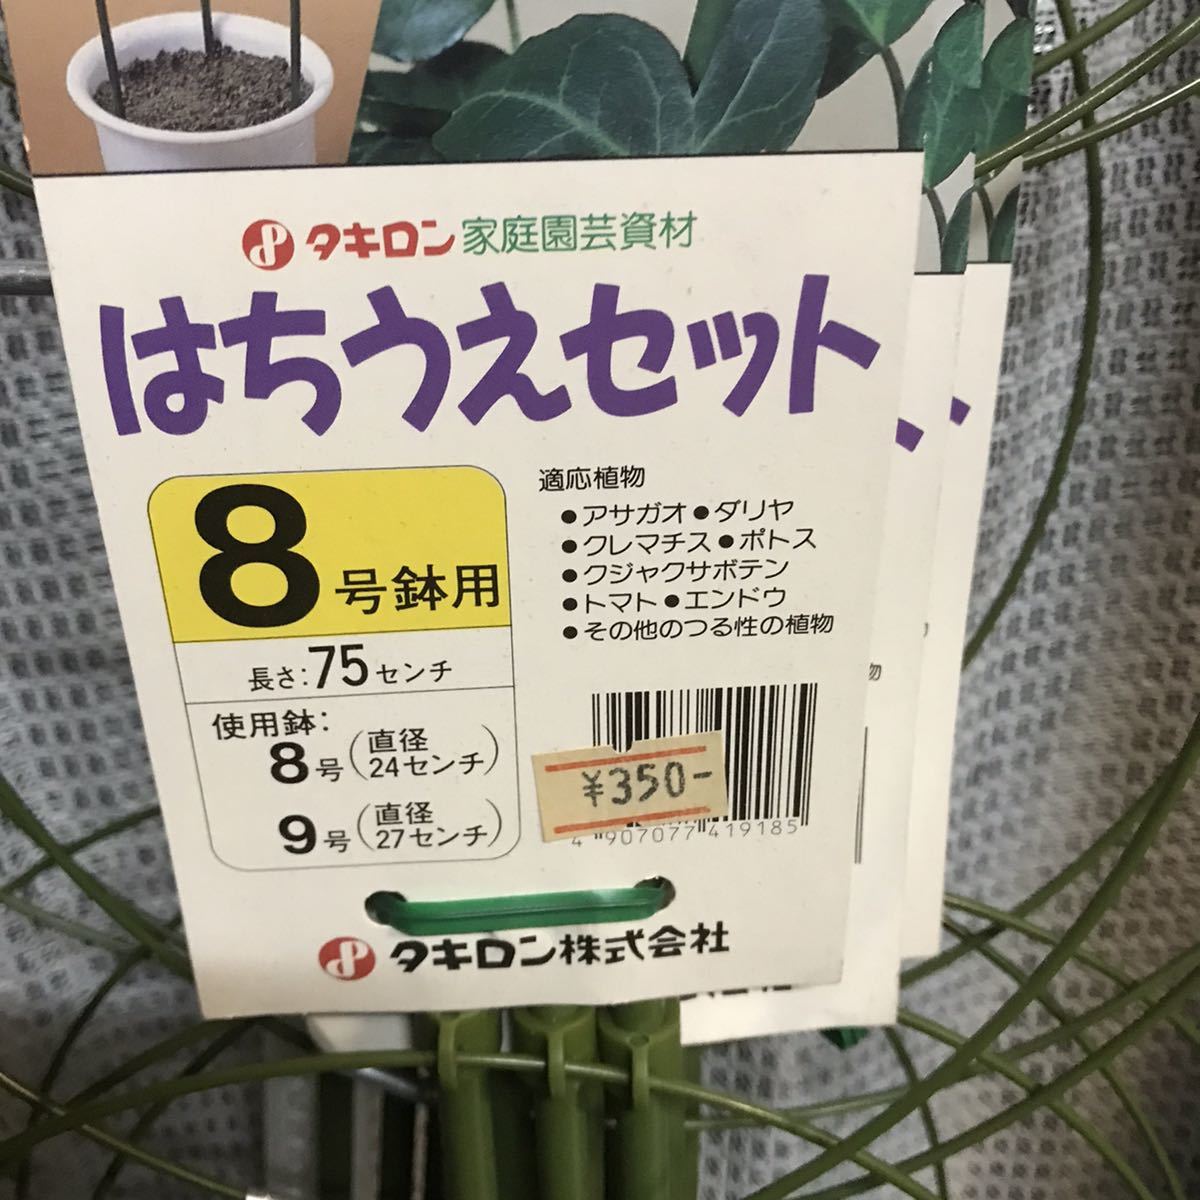 タキロン 家庭園芸資材
はちうえセット
8号鉢用
長さ:75センチ
使用鉢:
8号(直径24センチ)
9号(直径27センチ)
適応植物
●アサガオ●ダリヤ
●クレマチス●ポトス
●クジャクサボテン
●トマト●エンドウ
●その他のつる性の植物
¥350-
4 907077 419185
タキロン株式会社
物